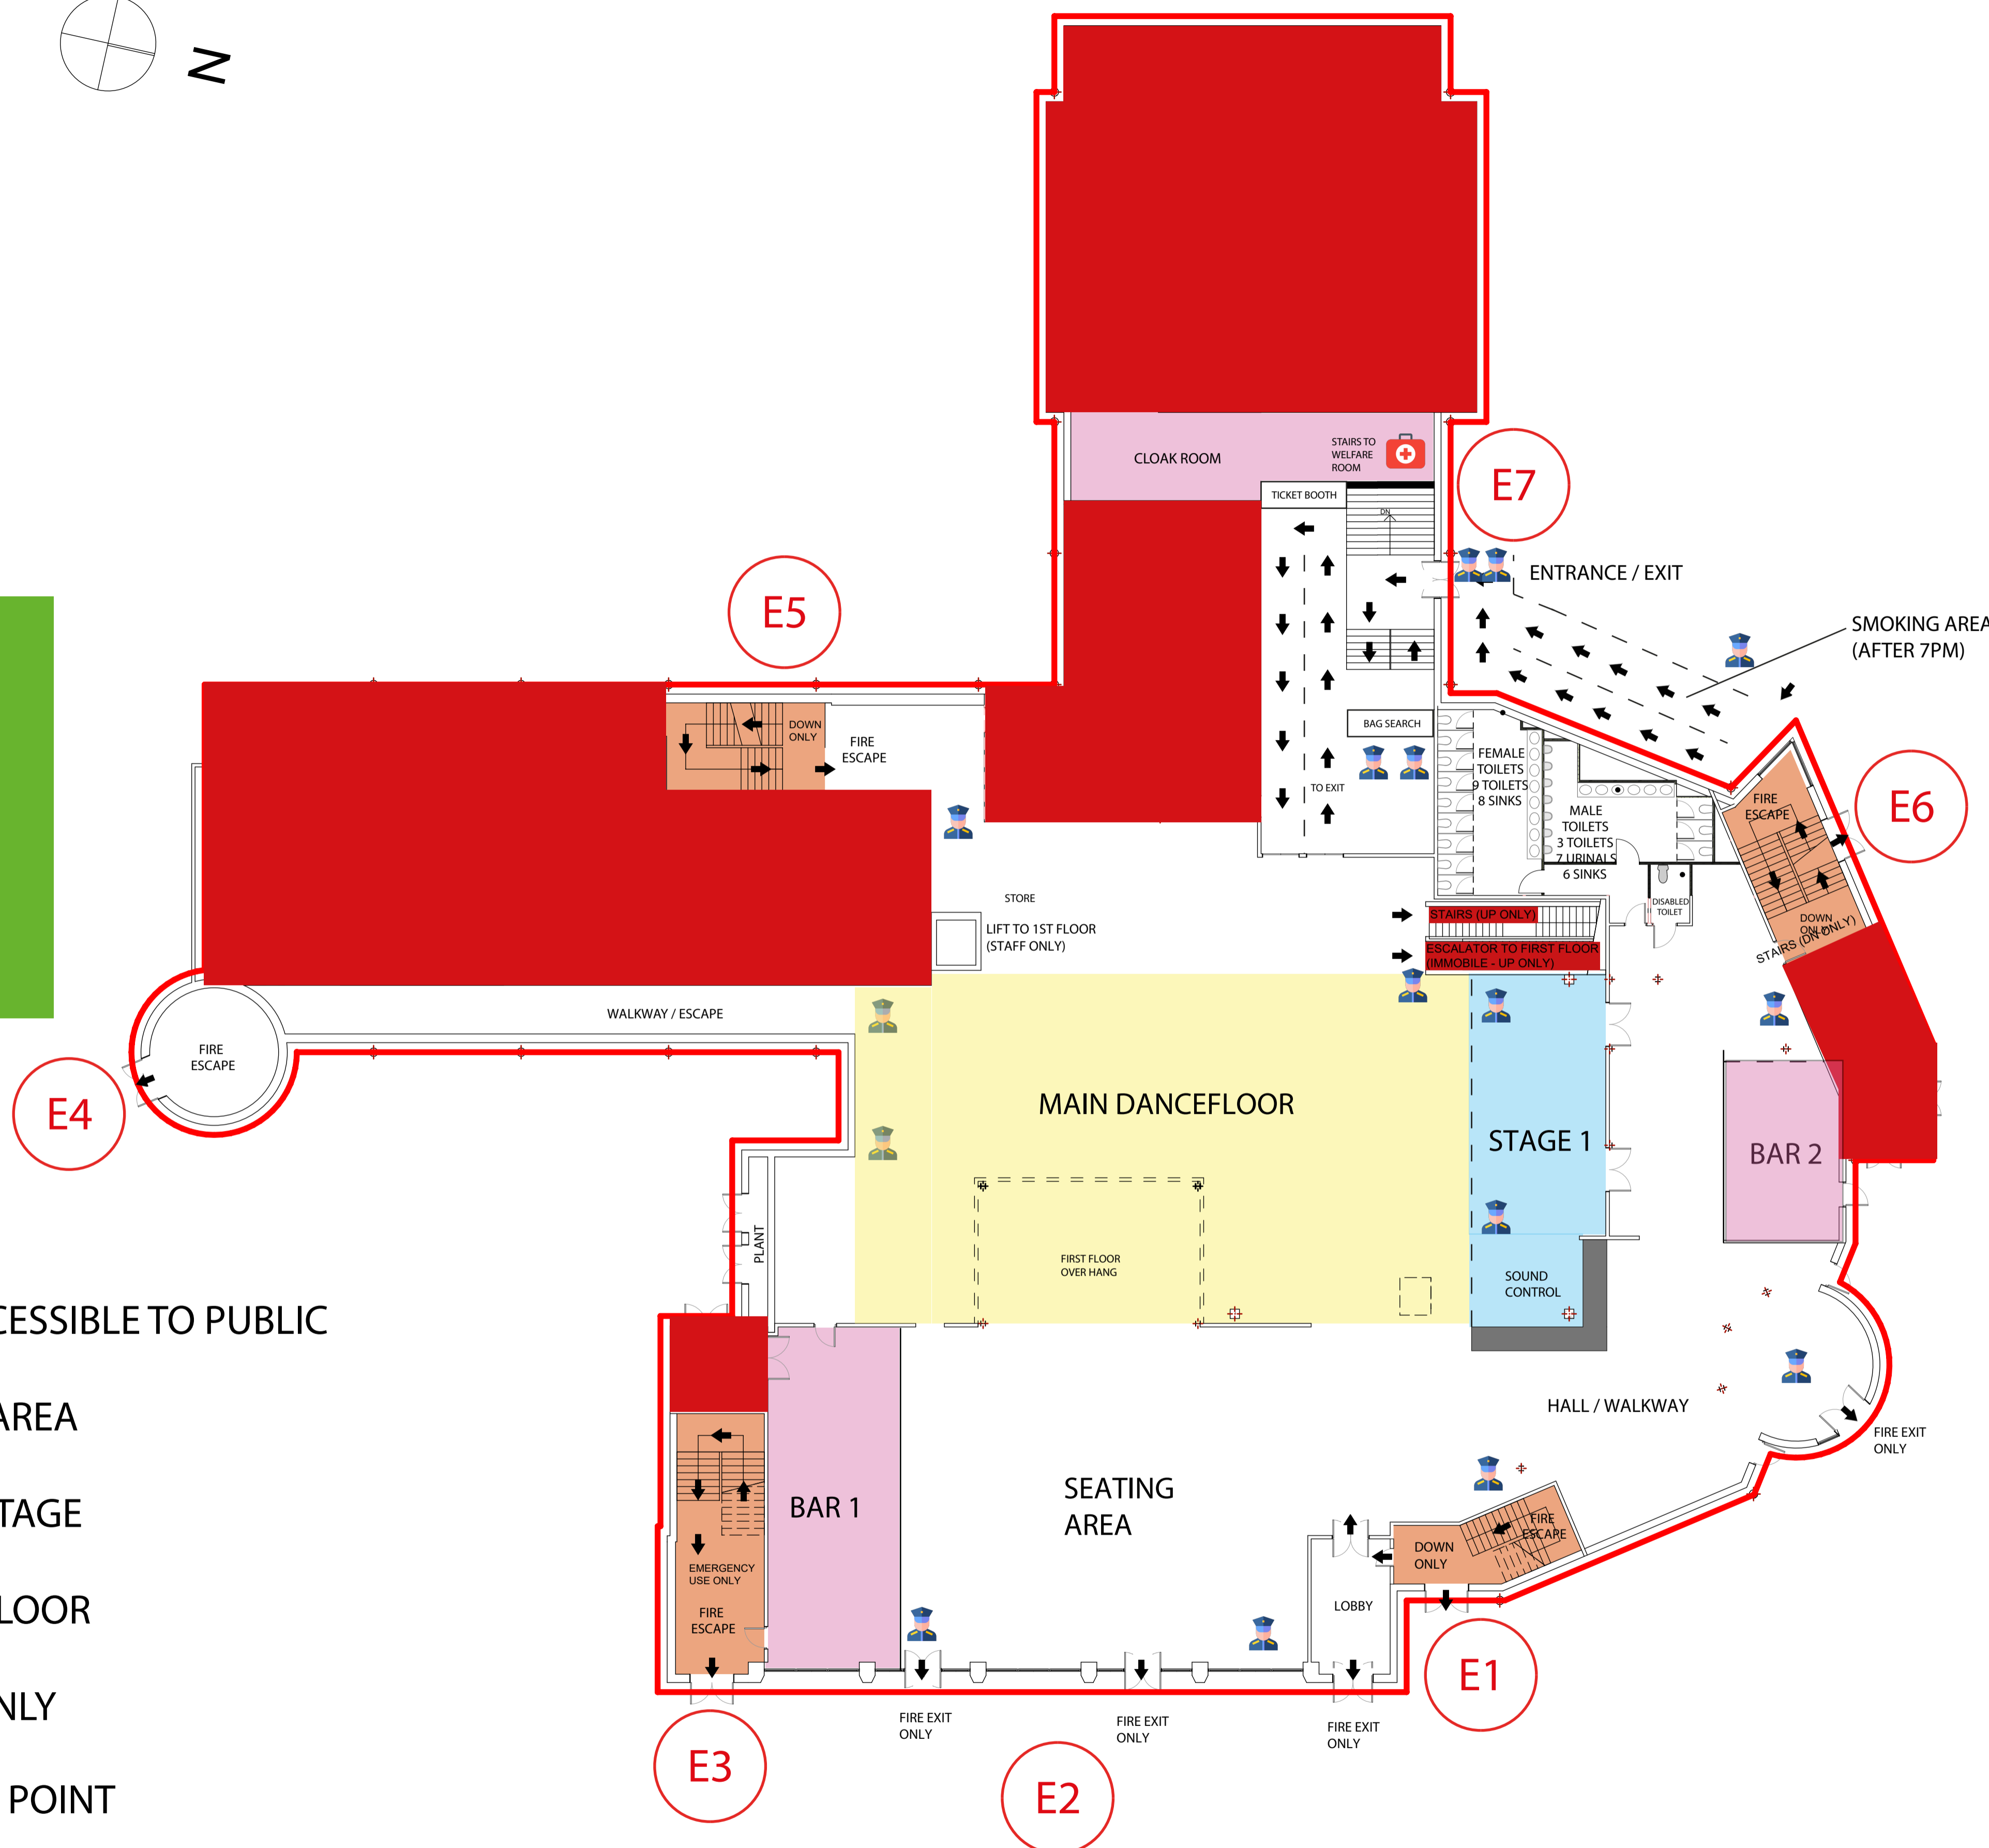 N
CLOAK ROOM
STAIRS TO
WELFARE
ROOM
TICKET BOOTH
DN
E7
ENTRANCE / EXIT
SMOKING AREA
(AFTER 7PM)
E5
DOWN
ONLY
FIRE
ESCAPE
BAG SEARCH
TO EXIT
FEMALE
TOILETS
9 TOILETS
8 SINKS
MALE
TOILETS
3 TOILETS
7 URINALS
6 SINKS
FIRE
ESCAPE
E6
DISABLED
TOILET
DOWN
ONLY
STAIRS (DN ONLY)
STORE
LIFT TO 1ST FLOOR
(STAFF ONLY)
STAIRS (UP ONLY)
ESCALATOR TO FIRST FLOOR
(IMMOBILE - UP ONLY)
WALKWAY / ESCAPE
FIRE
ESCAPE
E4
MAIN DANCEFLOOR
STAGE 1
BAR 2
PLANT
FIRST FLOOR
OVER HANG
SOUND
CONTROL
CESSIBLE TO PUBLIC
AREA
TAGE
LOOR
NLY
POINT
HALL / WALKWAY
FIRE EXIT
ONLY
BAR 1
SEATING
AREA
FIRE
ESCAPE
DOWN
ONLY
EMERGENCY
USE ONLY
FIRE
ESCAPE
LOBBY
E1
FIRE EXIT
ONLY
FIRE EXIT
ONLY
FIRE EXIT
ONLY
E3
E2